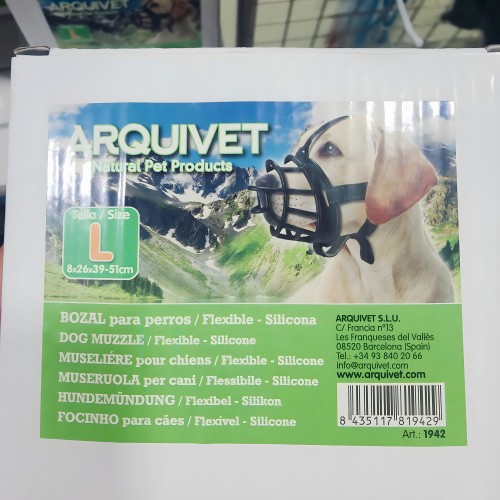 ARQUIVET
ARQUIVET
Natural Pet Products
Talla / Size
L
8x26x39-51cm
BOZAL para perros / Flexible - Silicona
DOG MUZZLE / Flexible - Silicone
MUSELIÉRE pour chiens / Flexible - Silicone
MUSERUOLA per cani / Flessibile - Silicone
HUNDEMÜNDUNG / Flexibel - Silikon
FOCINHO para cães / Flexível - Silicone
ARQUIVET S.L.U.
C/ Francia nº13
Les Franqueses del Vallès
08520 Barcelona (Spain)
Tel.: +34 93 840 20 66
info@arquivet.com
www.arquivet.com
8 435117 819429
Art.: 1942